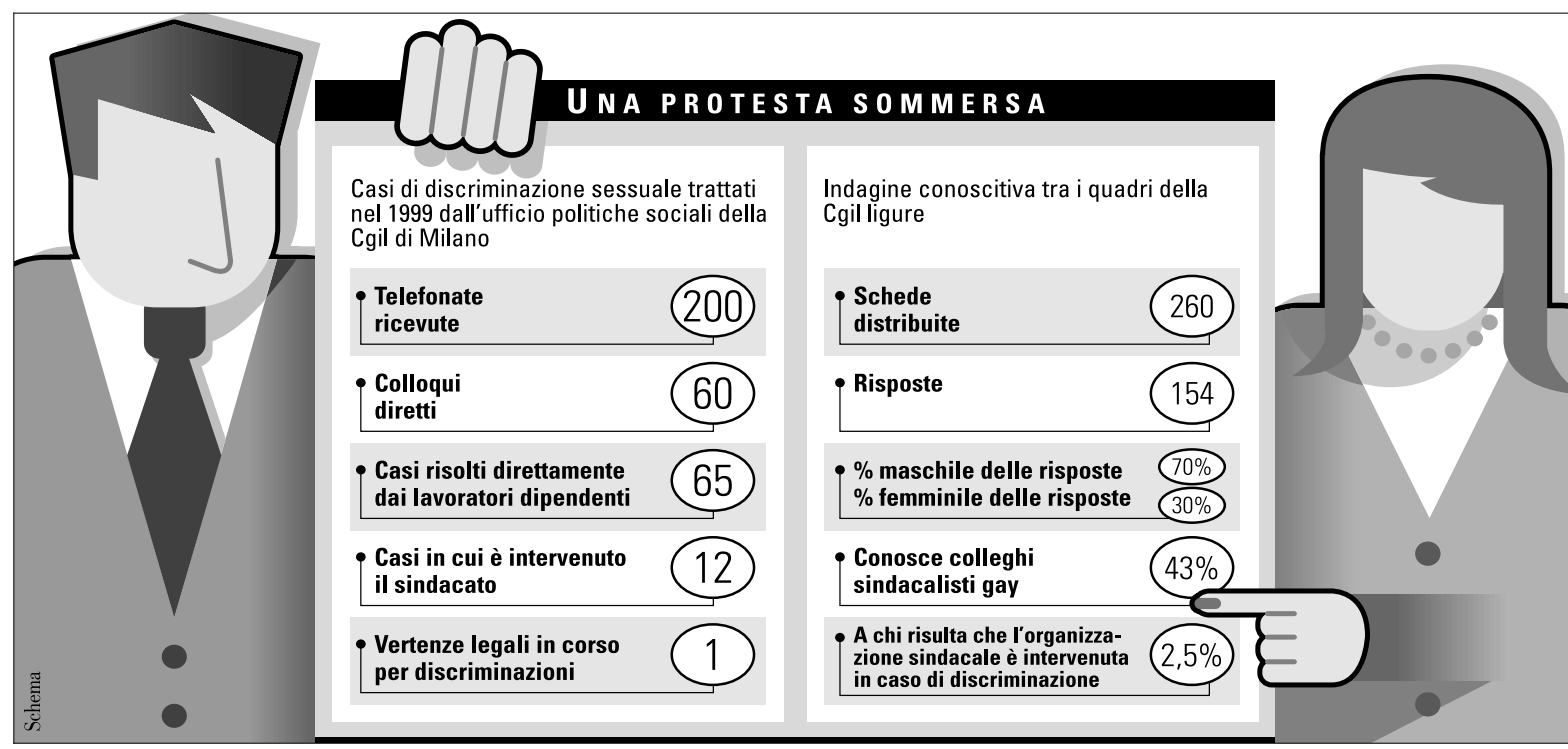 UNA PROTESTA SOMMERSA
Casi di discriminazione sessuale trattati
nel 1999 dall'ufficio politiche sociali della
Cgil di Milano
Telefonate
ricevute
200
Colloqui
diretti
60
Casi risolti direttamente
dai lavoratori dipendenti
65
Casi in cui è intervenuto
il sindacato
12
Vertenze legali in corso
per discriminazioni
1
Indagine conoscitiva tra i quadri della
Cgil ligure
Schede
distribuite
260
Risposte
154
% maschile delle risposte
70%
% femminile delle risposte
30%
Conosce colleghi
sindacalisti gay
43%
A chi risulta che l'organizza-
zione sindacale è intervenuta
in caso di discriminazione
2,5%
Schema